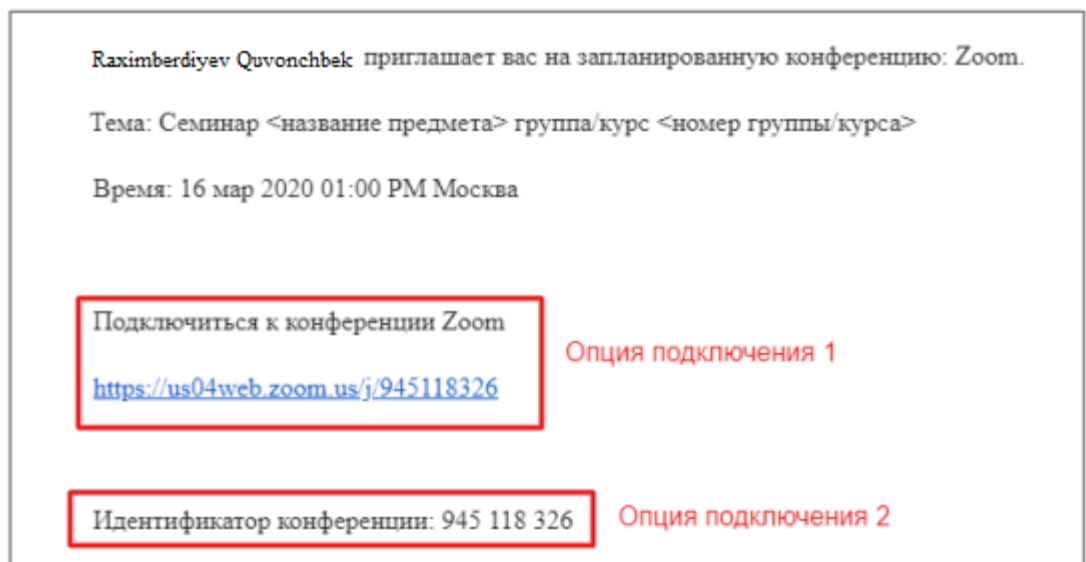 Raximberdiyev Quvonchbek приглашает вас на запланированную конференцию: Zoom.
Тема: Семинар <название предмета> группа/курс <номер группы/курса>
Время: 16 мар 2020 01:00 PM Москва
Подключиться к конференции Zoom
Опция подключения 1
https://us04web.zoom.us/j/945118326
Идентификатор конференции: 945 118 326
Опция подключения 2